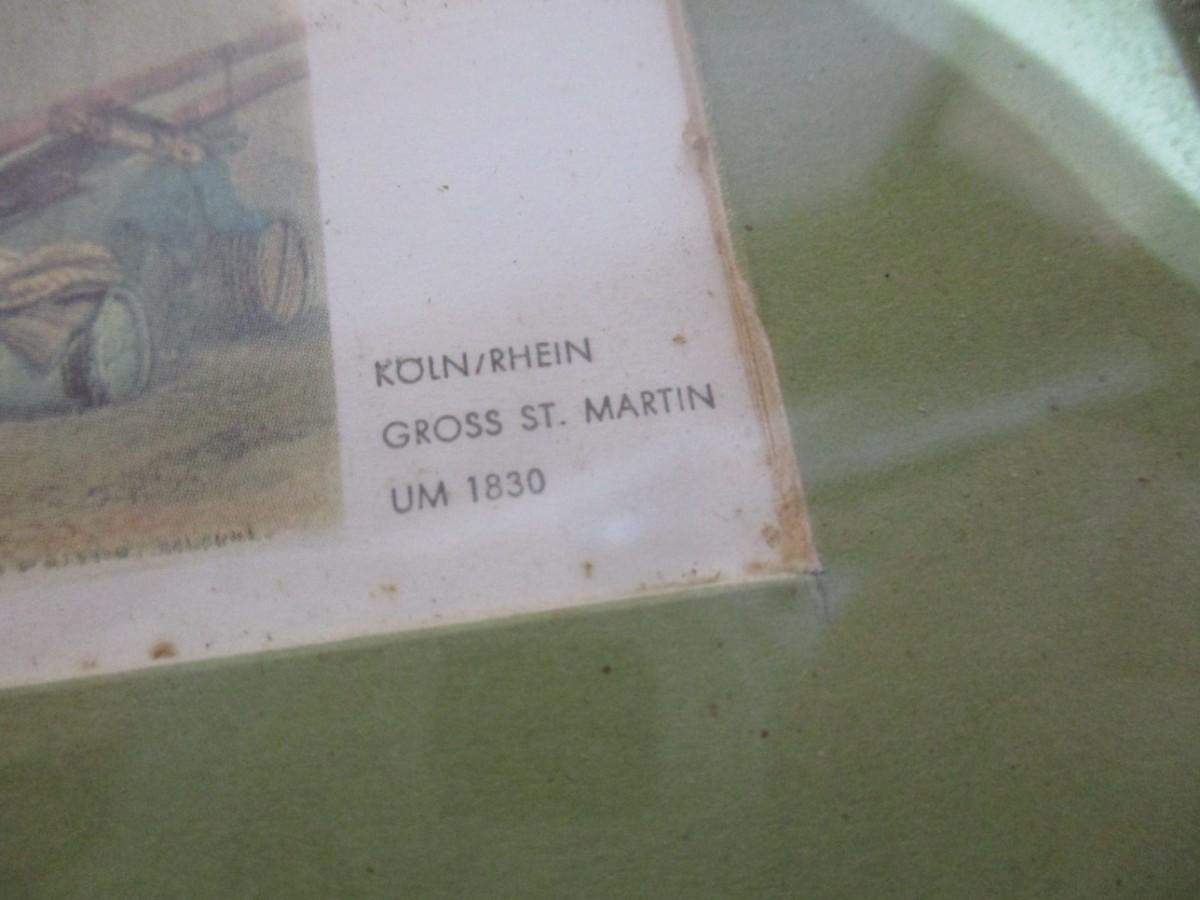 KÖLN/RHEIN
GROSS ST. MARTIN
UM 1830